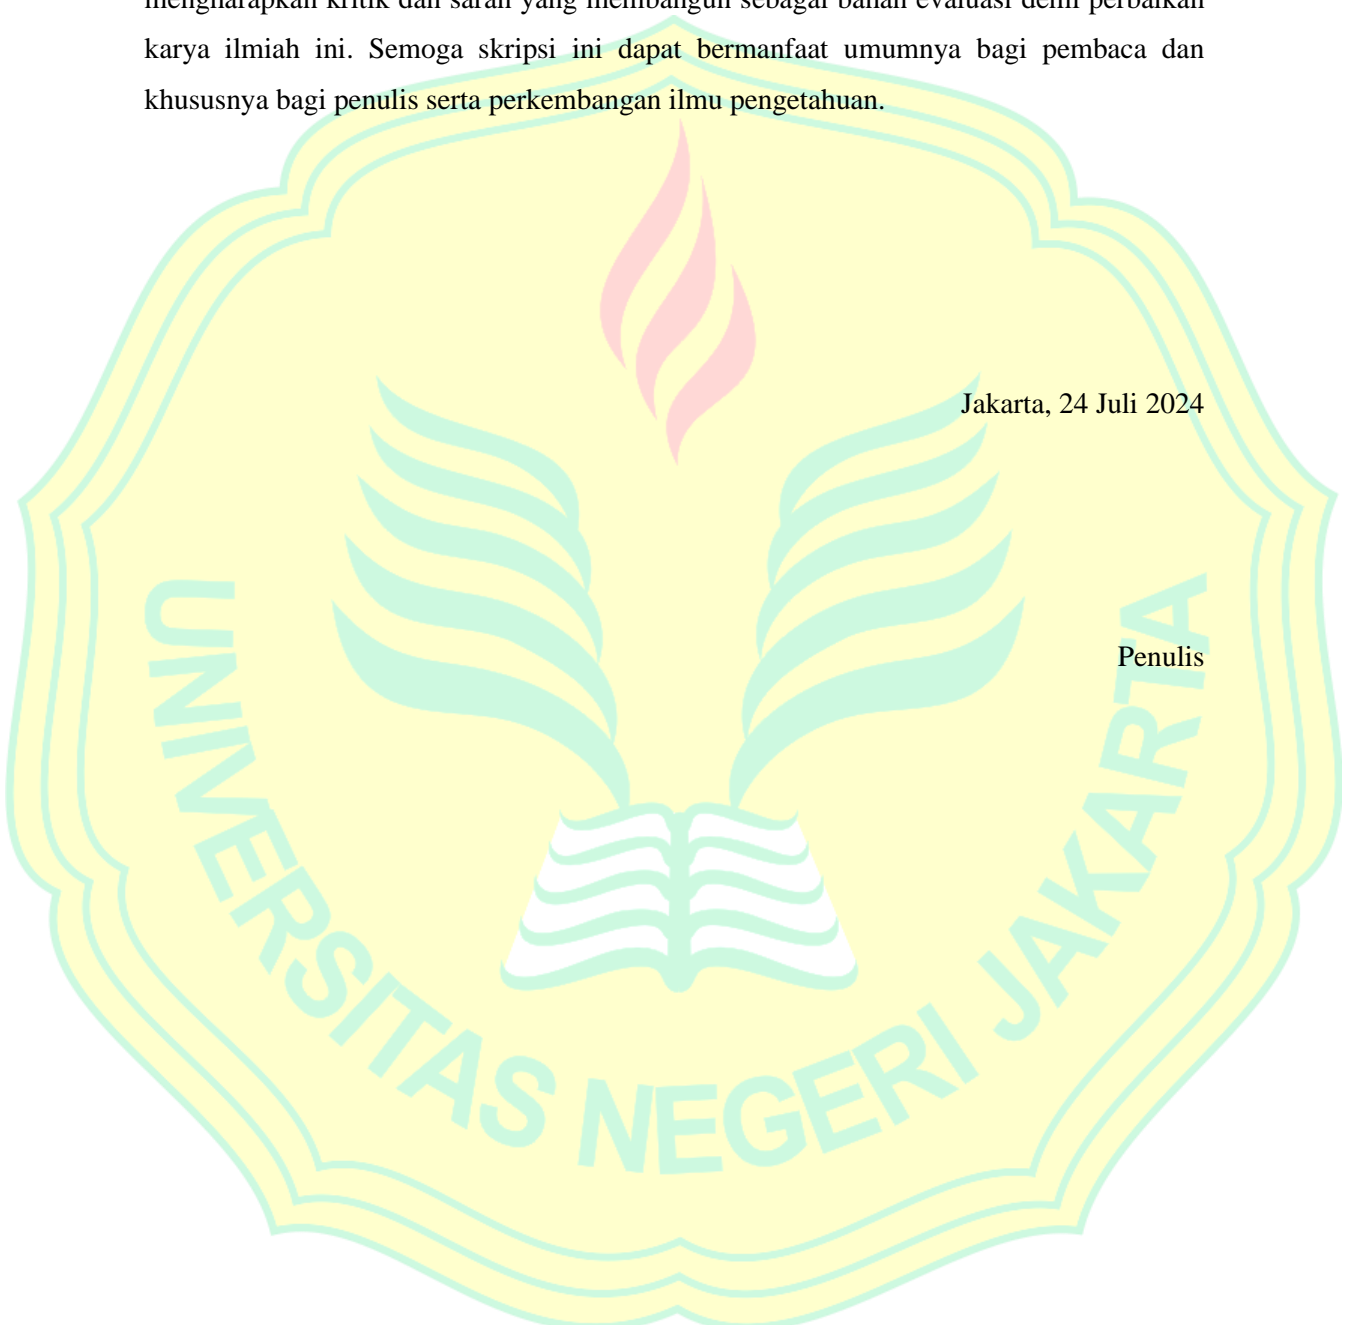 mengharapkan kritik dan saran yang membangun sebagai bahan evaluasi demi perbaikan
karya ilmiah ini. Semoga skripsi ini dapat bermanfaat umumnya bagi pembaca dan
khususnya bagi penulis serta perkembangan ilmu pengetahuan.
Jakarta, 24 Juli 2024
Penulis
UNIVERSITAS NEGERI JAKARTA